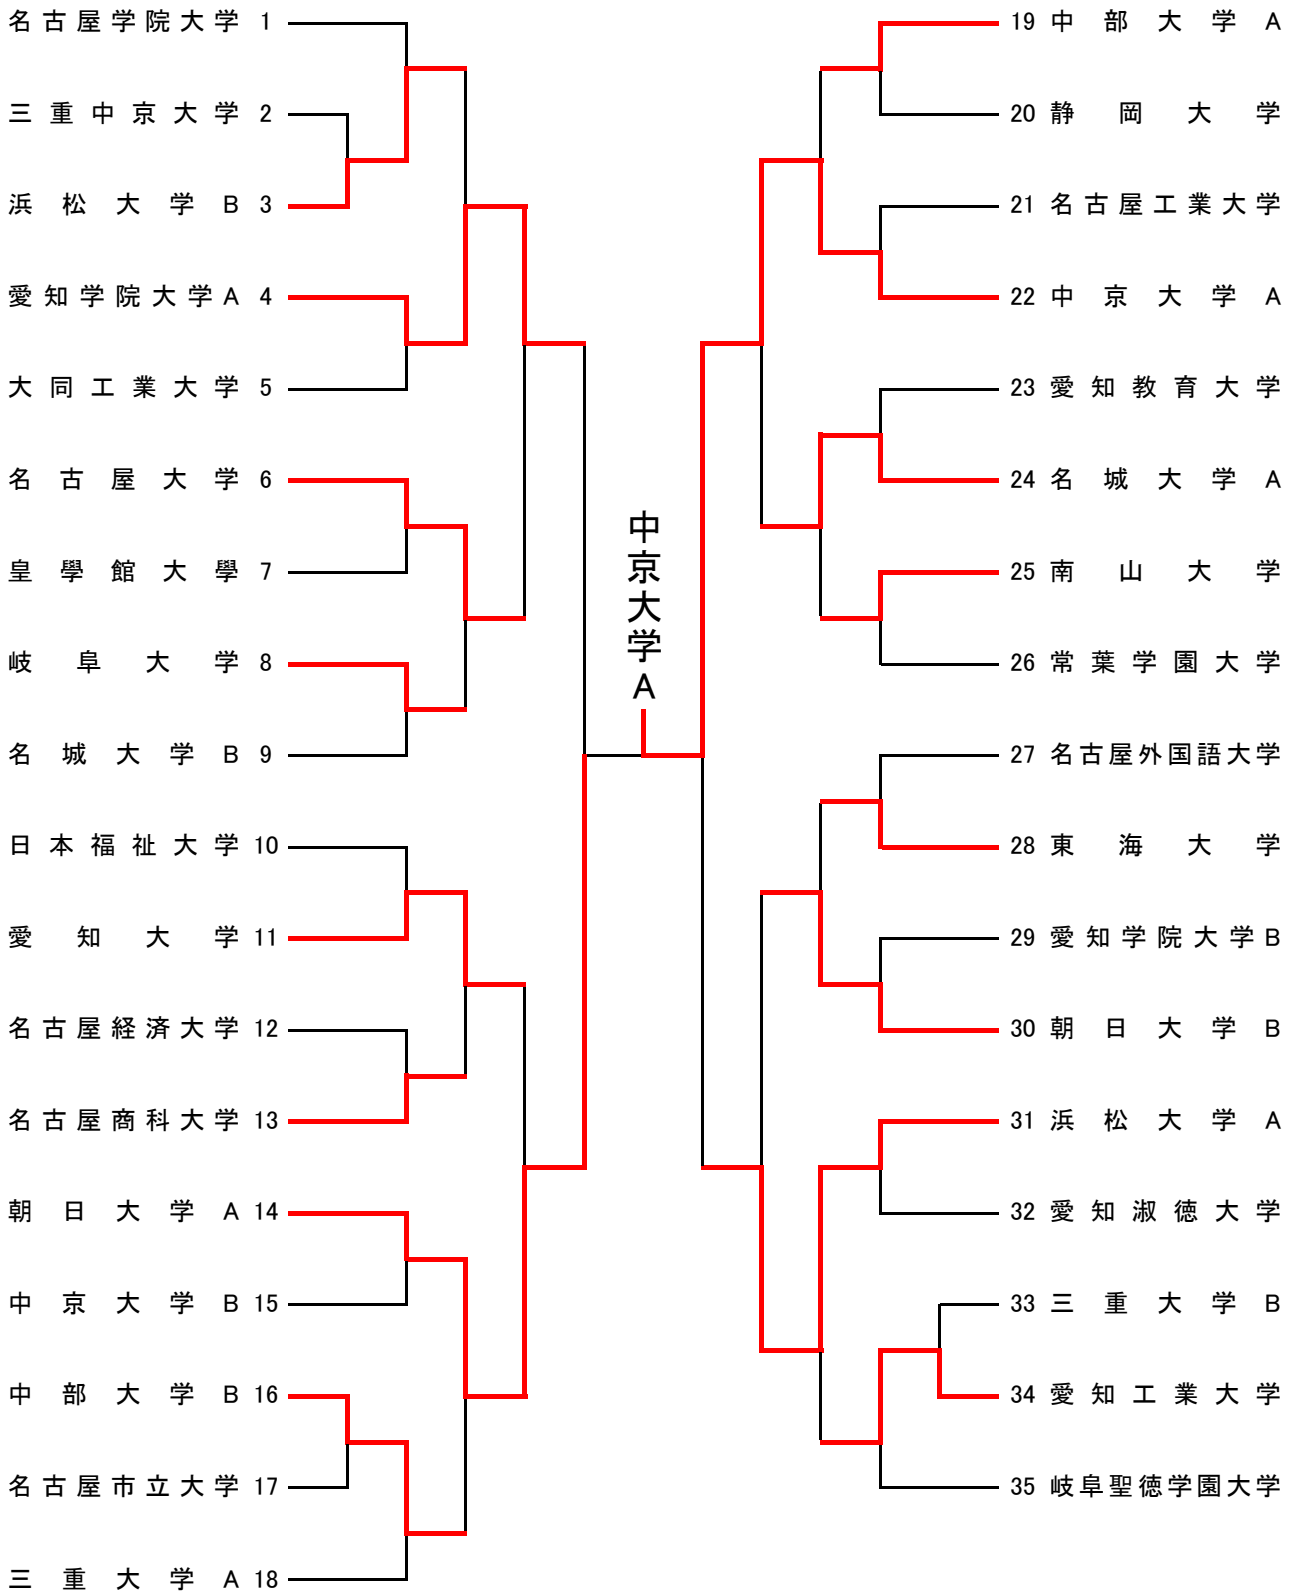 名古屋学院大学 1
三重中京大学 2
浜松大学B 3
愛知学院大学A 4
大同工業大学 5
名古屋大学 6
皇學館大學 7
岐阜大学 8
名城大学B 9
日本福祉大学 10
愛知大学 11
名古屋経済大学 12
名古屋商科大学 13
朝日大学A 14
中京大学B 15
中部大学B 16
名古屋市立大学 17
三重大学A 18
中京大学A
19 中部大学A
20 静岡大学
21 名古屋工業大学
22 中京大学A
23 愛知教育大学
24 名城大学A
25 南山大学
26 常葉学園大学
27 名古屋外国語大学
28 東海大学
29 愛知学院大学B
30 朝日大学B
31 浜松大学A
32 愛知淑徳大学
33 三重大学B
34 愛知工業大学
35 岐阜聖徳学園大学